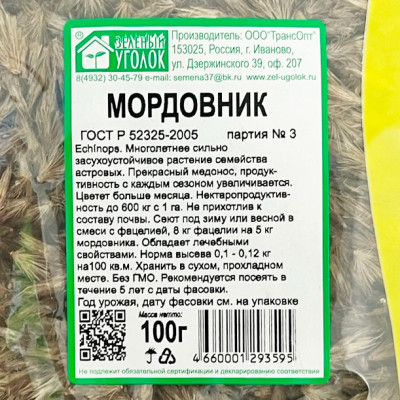 ЗЕЛЕНЫЙ
УГОЛОК
Производитель: ООО"ТрансОпт"
153025, Россия, г. Иваново,
ул. Дзержинского 39, оф. 207
8(4932) 30-45-79 e-mail: semena37@bk.ru www.zel-ugolok.ru
МОРДОВНИК
ГОСТ Р 52325-2005 партия № 3
Echinops. Многолетнее сильно
засухоустойчивое растение семейства
астровых. Прекрасный медонос, продук-
тивность с каждым сезоном увеличивается.
Цветет больше месяца. Нектаропродуктив-
ность до 600 кг с 1 га. Не прихотлив к
составу почвы. Сеют под зиму или весной в
смеси с фацелией, 8 кг фацелии на 5 кг
мордовника. Обладает лечебными
свойствами. Норма высева 0,1 - 0,12 кг
на100 кв.м. Хранить в сухом, прохладном
месте. Без ГМО. Рекомендуется посеять в
течение 5 лет с даты фасовки.
Год урожая, дату фасовки см. на упаковке
Масса нетто:
100г
4 660001 293595
Не подлежит обязательной сертификации и декларированию соответствия